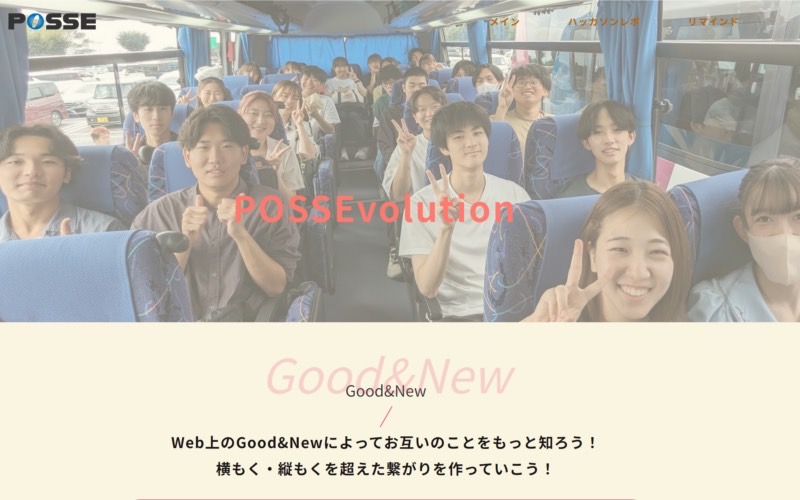 POSSE
メイン ハッカソンレポ リマインド
POSSEvolution
Good&New
Good&New
Web上のGood&Newによってお互いのことをもっと知ろう！
横もく・縦もくを超えた繋がりを作っていこう！